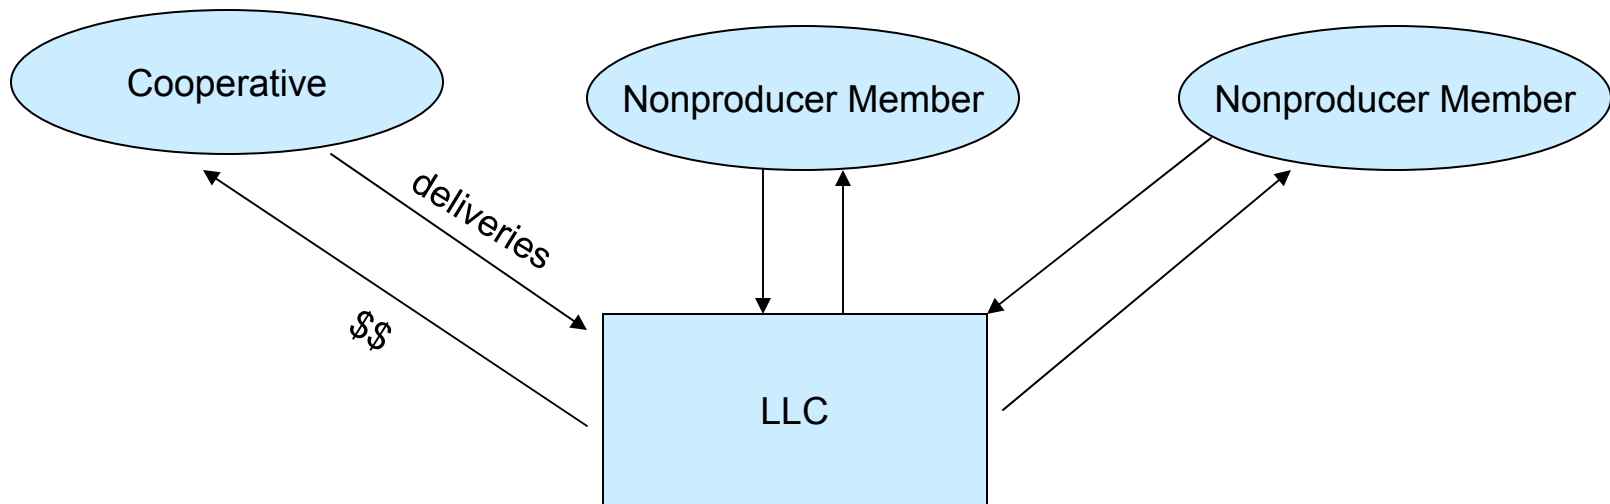 Cooperative
Nonproducer Member
Nonproducer Member
deliveries
$$
LLC